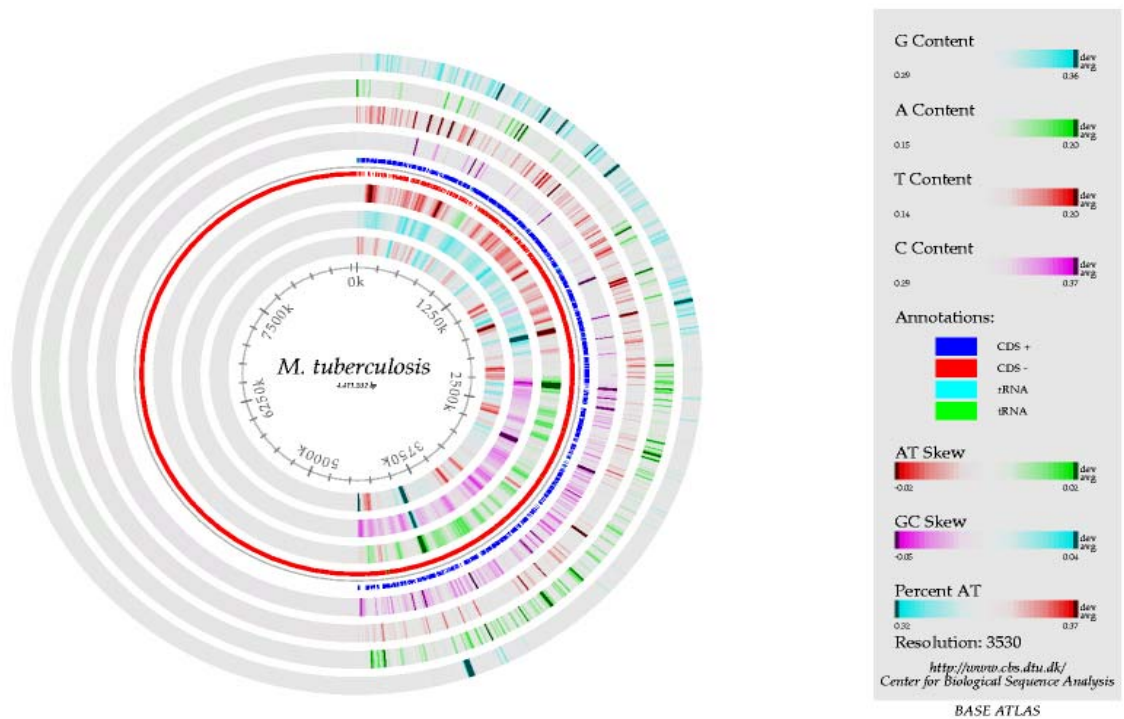 0k
1250k
2500k
3750k
5000k
6250k
7500k
M. tuberculosis
G Content
dev
avg
0.29 0.36
A Content
dev
avg
0.15 0.20
T Content
dev
avg
0.14 0.20
C Content
dev
avg
0.29 0.37
Annotations:
CDS +
CDS -
rRNA
tRNA
AT Skew
dev
avg
-0.02 0.02
GC Skew
dev
avg
-0.05 0.04
Percent AT
dev
avg
0.32 0.37
Resolution: 3530
http://www.cbs.dtu.dk/
Center for Biological Sequence Analysis
BASE ATLAS